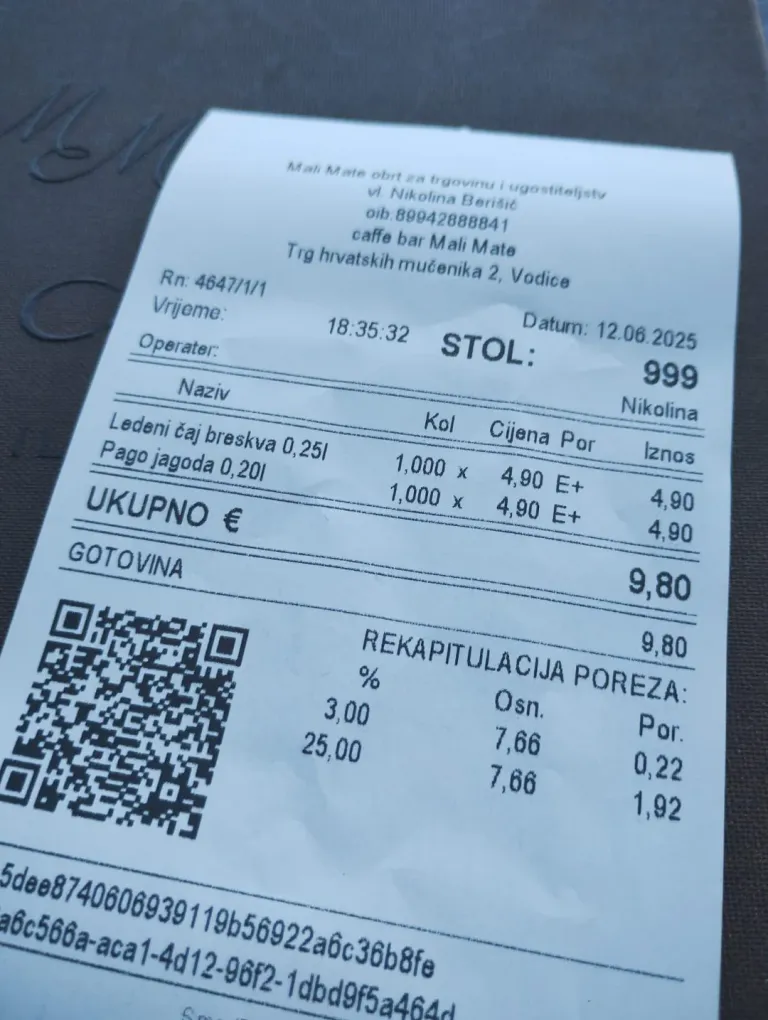 Mali Mate obrt za trgovinu i ugostiteljstv
vl. Nikolina Berišić
oib.89942888841
caffe bar Mali Mate
Trg hrvatskih mučenika 2, Vodice
Rn: 4647/1/1 Datum: 12.06.2025
Vrijeme: 18:35:32 STOL: 999
Operater: Nikolina
Naziv Kol Cijena Por Iznos
Ledeni čaj breskva 0,25l 1,000 x 4,90 E+ 4,90
Pago jagoda 0,20l 1,000 x 4,90 E+ 4,90
UKUPNO € 9,80
GOTOVINA 9,80
REKAPITULACIJA POREZA:
% Osn. Por.
3,00 7,66 0,22
25,00 7,66 1,92
5dee8740606939119b56922a6c36b8fe
a6c566a-aca1-4d12-96f2-1dbd9f5a464d